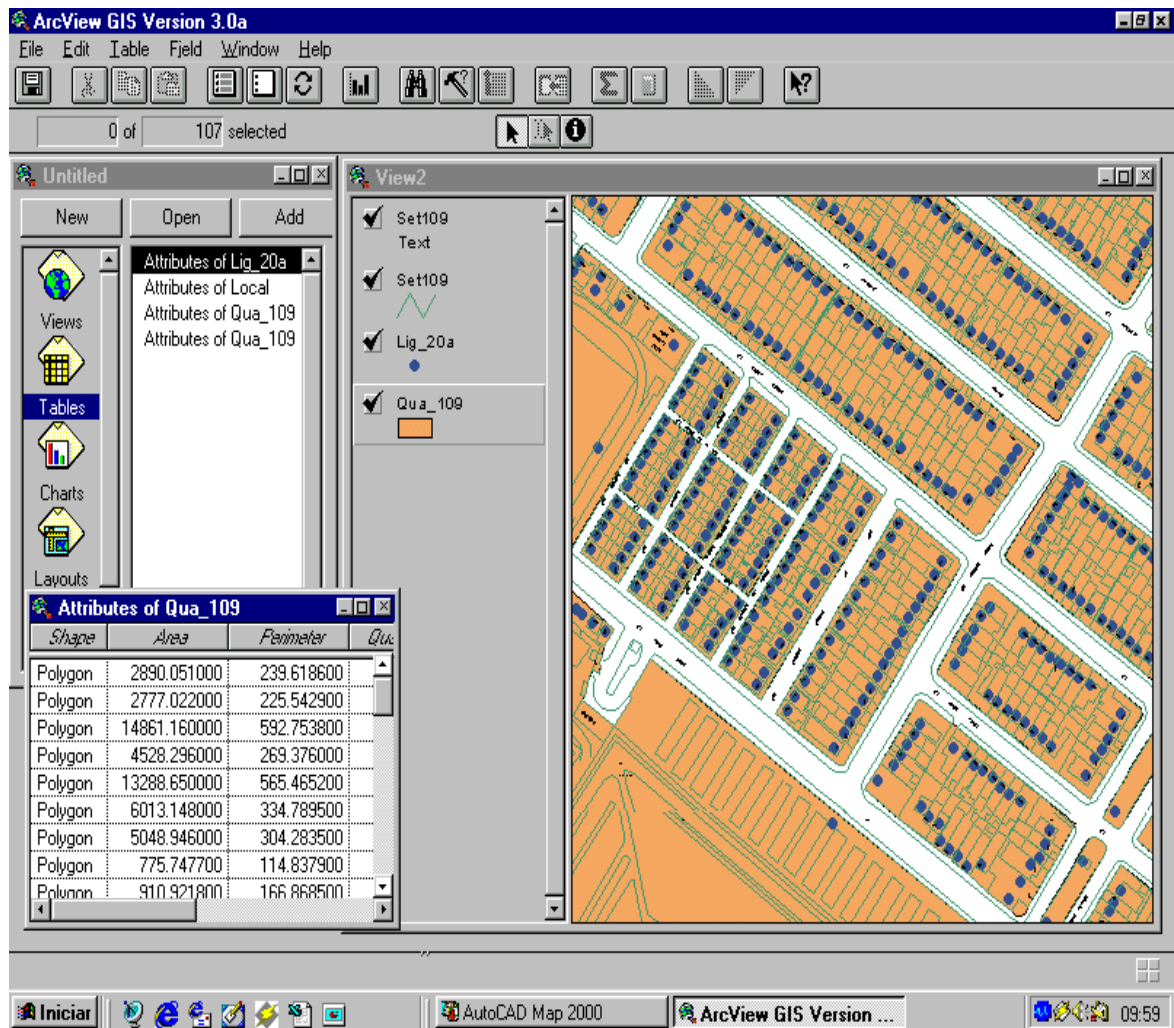 ArcView GIS Version 3.0a
File Edit Table Field Window Help
0 of 107 selected
Untitled
New Open Add
Views
Tables
Charts
Layouts
Attributes of Lig_20a
Attributes of Local
Attributes of Qua_109
Attributes of Qua_109
View2
Set109
Text
Set109
Lig_20a
Qua_109
Attributes of Qua_109
Shape Area Perimeter Qua
Polygon 2890.051000 239.618600
Polygon 2777.022000 225.542900
Polygon 14861.160000 592.753800
Polygon 4528.296000 269.376000
Polygon 13288.650000 565.465200
Polygon 6013.148000 334.789500
Polygon 5048.946000 304.283500
Polygon 775.747700 114.837900
Polygon 910.921800 166.868500
Iniciar AutoCAD Map 2000 ArcView GIS Version ... 09:59